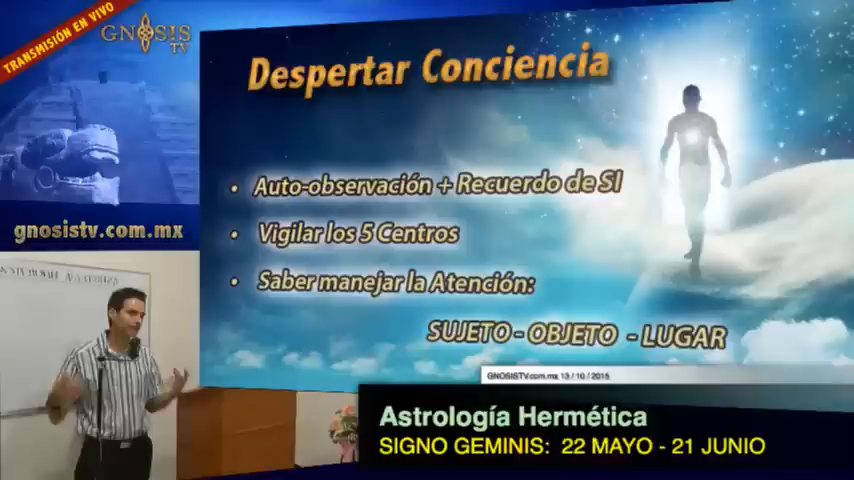 TRANSMISIÓN EN VIVO
GNOSIS
TV
gnosistv.com.mx
Despertar Conciencia
• Auto-observación + Recuerdo de SI
• Vigilar los 5 Centros
• Saber manejar la Atención:
SUJETO - OBJETO - LUGAR
GNOSISTV.com.mx 13 / 10 / 2015
Astrología Hermética
SIGNO GEMINIS: 22 MAYO - 21 JUNIO